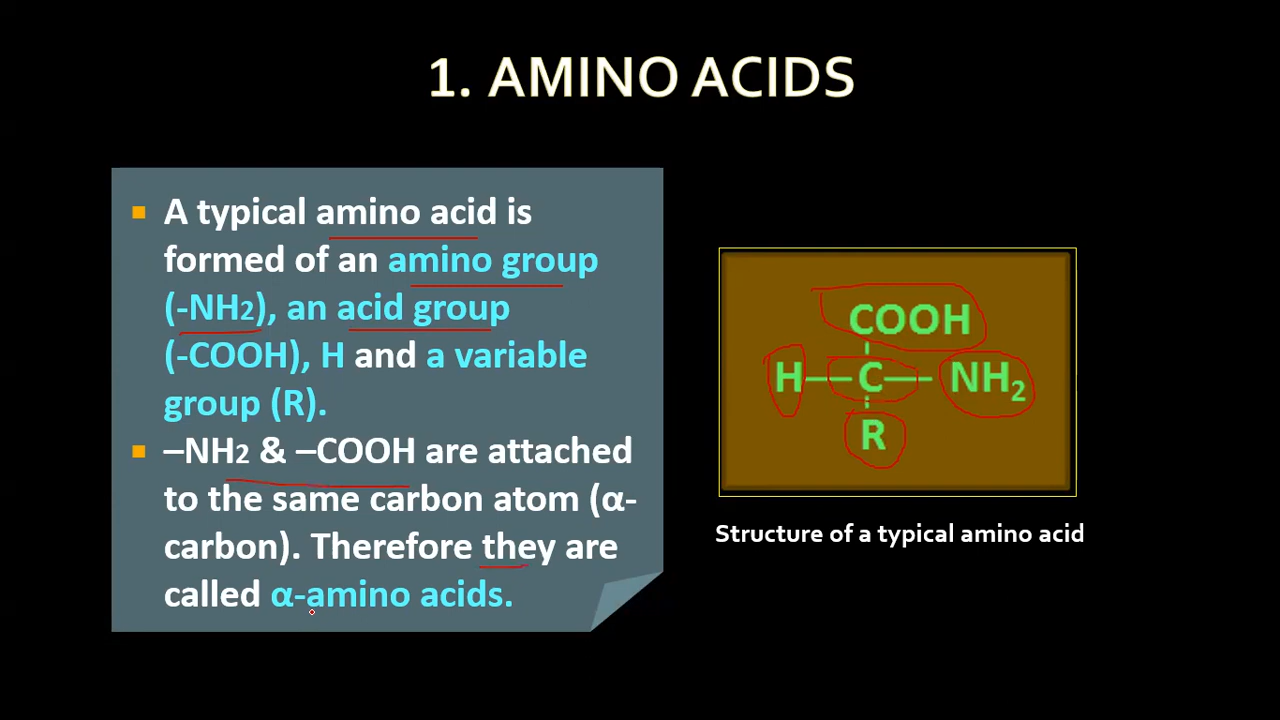 1. AMINO ACIDS
A typical amino acid is
formed of an amino group
(-NH2), an acid group
(-COOH), H and a variable
group (R).
–NH2 & –COOH are attached
to the same carbon atom (α-
carbon). Therefore they are
called α-amino acids.
COOH
H—C—NH₂
R
Structure of a typical amino acid